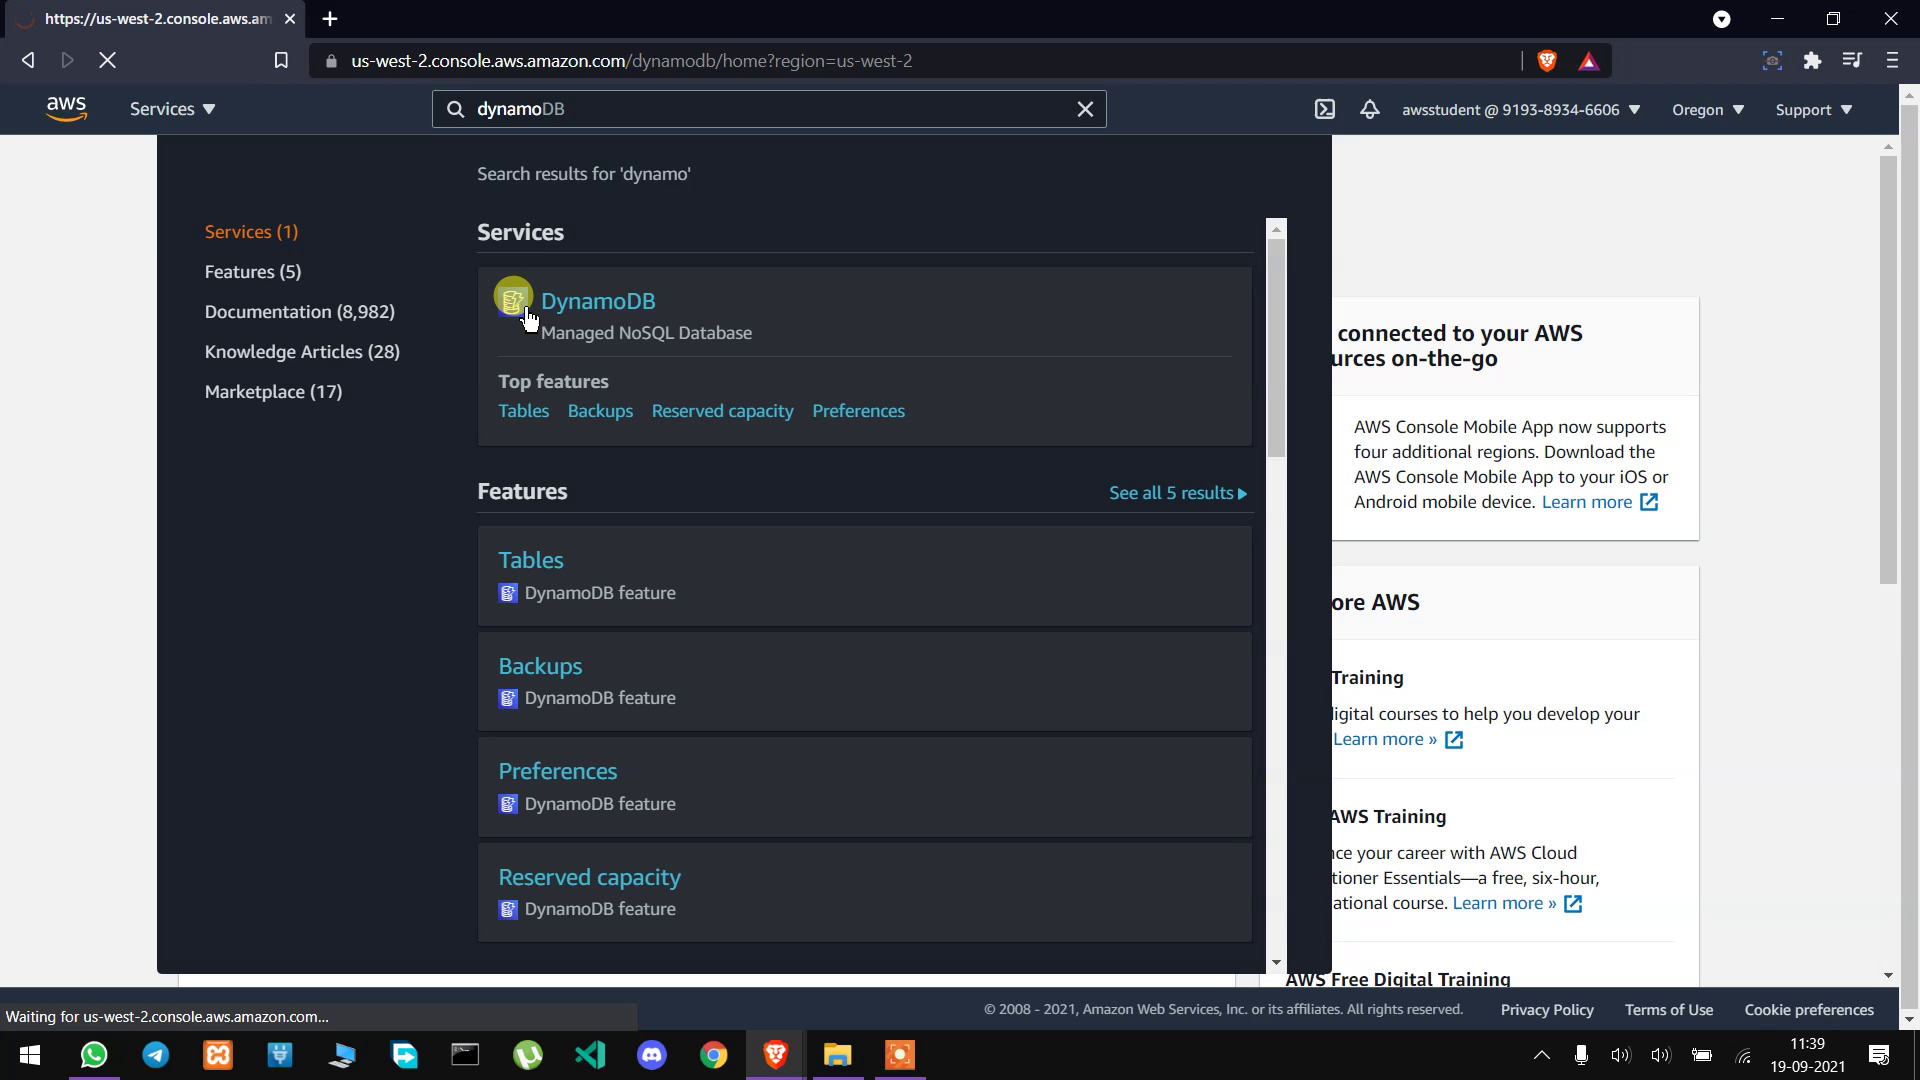 https://us-west-2.console.aws.am
us-west-2.console.aws.amazon.com/dynamodb/home?region=us-west-2
aws
Services
dynamoDB
awsstudent @ 9193-8934-6606
Oregon
Support
Search results for 'dynamo'
Services (1)
Features (5)
Documentation (8,982)
Knowledge Articles (28)
Marketplace (17)
Services
DynamoDB
Managed NoSQL Database
Top features
Tables Backups Reserved capacity Preferences
Features
See all 5 results
Tables
DynamoDB feature
Backups
DynamoDB feature
Preferences
DynamoDB feature
Reserved capacity
DynamoDB feature
connected to your AWS
urces on-the-go
AWS Console Mobile App now supports
four additional regions. Download the
AWS Console Mobile App to your iOS or
Android mobile device. Learn more
ore AWS
Training
igital courses to help you develop your
Learn more »
AWS Training
ice your career with AWS Cloud
tioner Essentials—a free, six-hour,
ational course. Learn more »
AWS Free Digital Training
Waiting for us-west-2.console.aws.amazon.com...
© 2008 - 2021, Amazon Web Services, Inc. or its affiliates. All rights reserved.
Privacy Policy
Terms of Use
Cookie preferences
11:39
19-09-2021